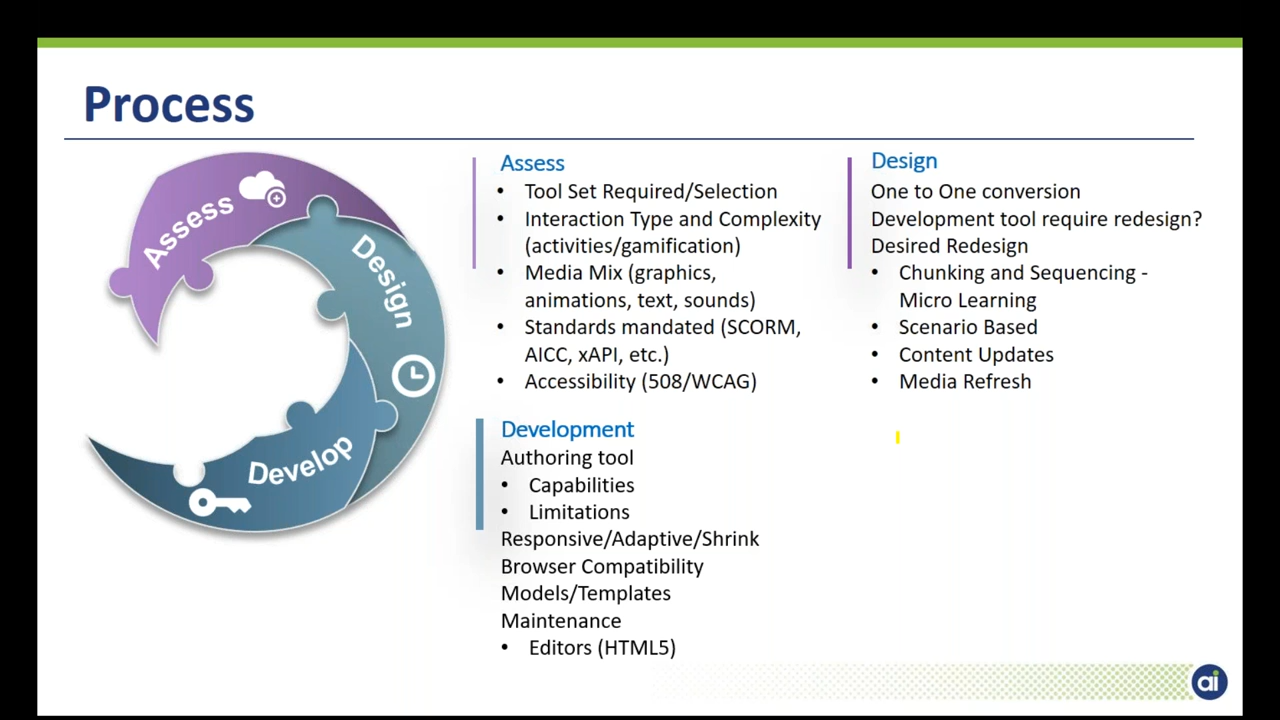 Process
Assess
Design
Develop
Assess
• Tool Set Required/Selection
• Interaction Type and Complexity
(activities/gamification)
• Media Mix (graphics,
animations, text, sounds)
• Standards mandated (SCORM,
AICC, xAPI, etc.)
• Accessibility (508/WCAG)
Design
One to One conversion
Development tool require redesign?
Desired Redesign
• Chunking and Sequencing -
Micro Learning
• Scenario Based
• Content Updates
• Media Refresh
Development
Authoring tool
• Capabilities
• Limitations
Responsive/Adaptive/Shrink
Browser Compatibility
Models/Templates
Maintenance
• Editors (HTML5)
ai